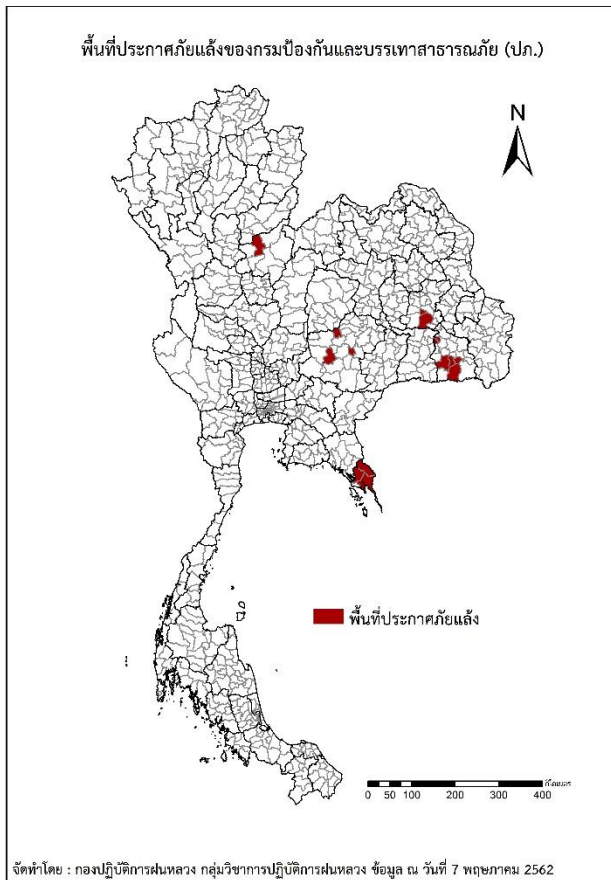 พื้นที่ประกาศภัยแล้งของกรมป้องกันและบรรเทาสาธารณภัย (ปภ.)
N
พื้นที่ประกาศภัยแล้ง
0 25 50 100 200 300 400 กิโลเมตร
จัดทำโดย : กองปฏิบัติการฝนหลวง กลุ่มวิชาการปฏิบัติการฝนหลวง ข้อมูล ณ วันที่ 7 พฤษภาคม 2562